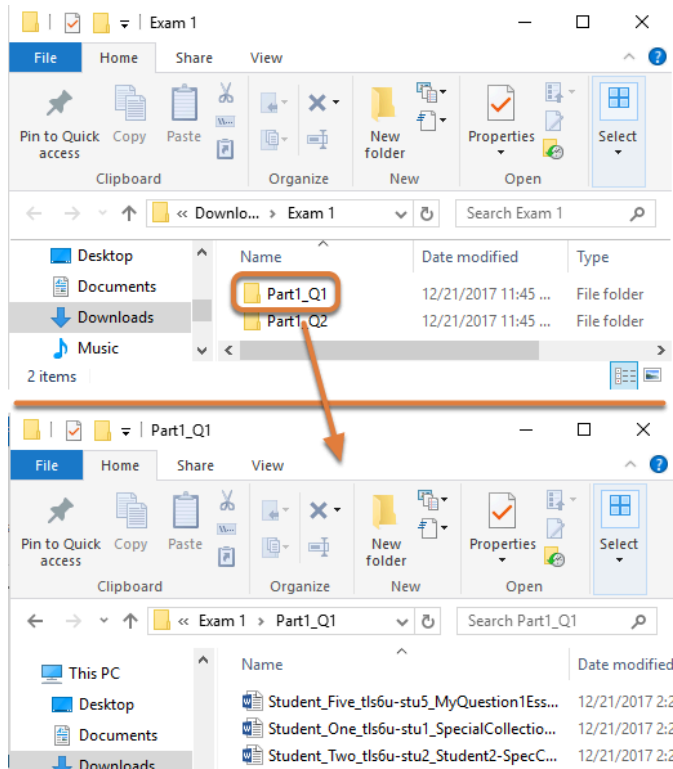 Exam 1
File Home Share View
Pin to Quick access Copy Paste New folder Properties Select
Clipboard Organize New Open
« Downlo... > Exam 1 Search Exam 1
Desktop Name Date modified Type
Documents Part1_Q1 12/21/2017 11:45 ... File folder
Downloads Part1_Q2 12/21/2017 11:45 ... File folder
Music
2 items
Part1_Q1
File Home Share View
Pin to Quick access Copy Paste New folder Properties Select
Clipboard Organize New Open
« Exam 1 > Part1_Q1 Search Part1_Q1
This PC Name Date modified
Desktop Student_Five_tls6u-stu5_MyQuestion1Ess... 12/21/2017 2:2
Documents Student_One_tls6u-stu1_SpecialCollectio... 12/21/2017 2:2
Downloads Student_Two_tls6u-stu2_Student2-SpecC... 12/21/2017 2:2